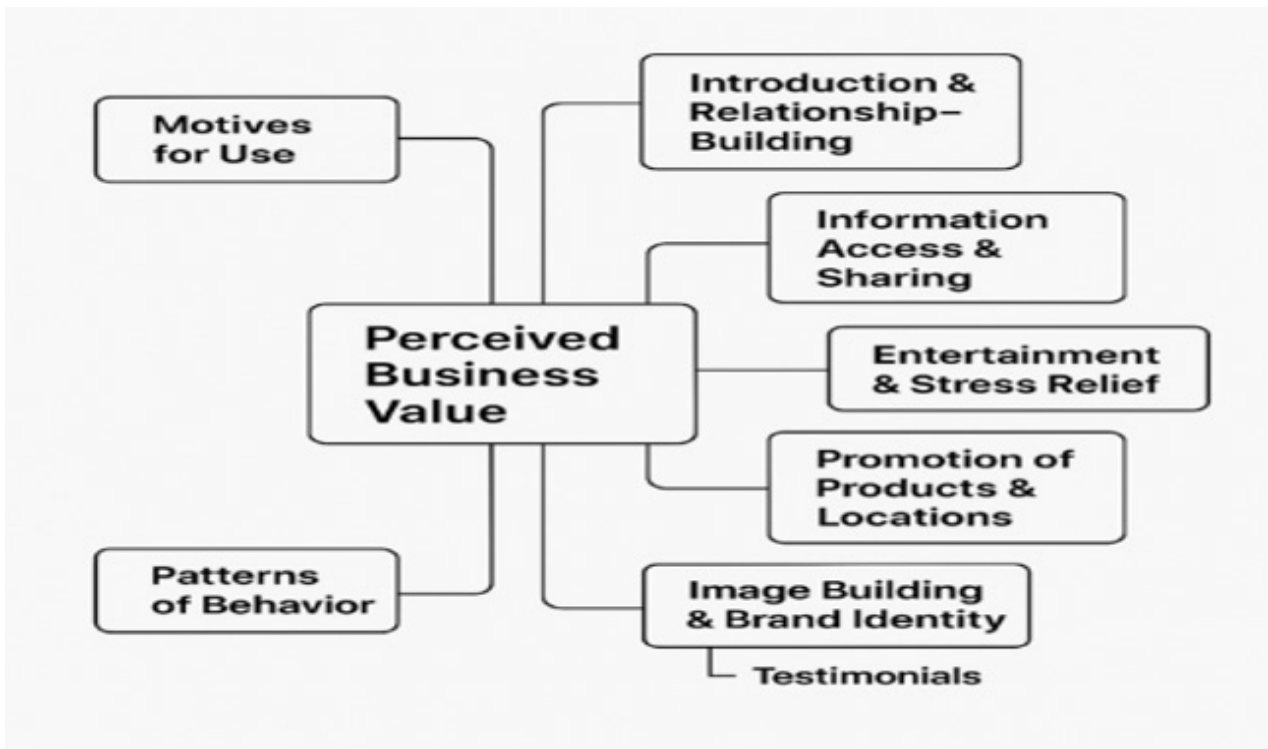 Motives
for Use
Introduction &
Relationship–
Building
Information
Access &
Sharing
Perceived
Business
Value
Entertainment
& Stress Relief
Promotion of
Products &
Locations
Patterns
of Behavior
Image Building
& Brand Identity
Testimonials